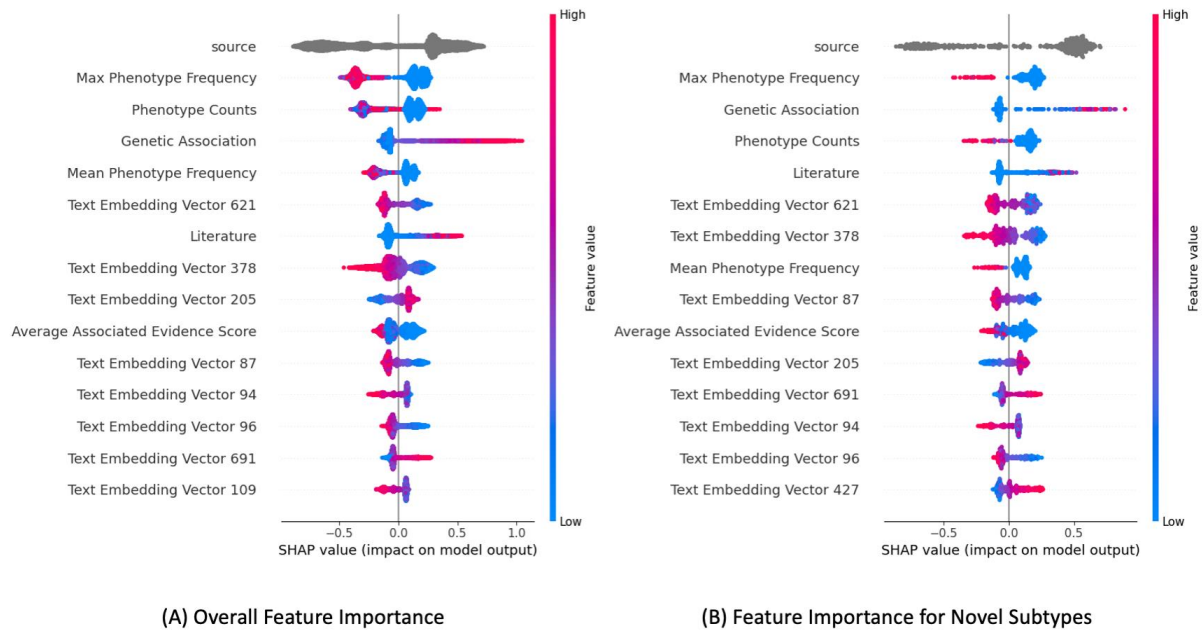 High
source
Max Phenotype Frequency
Phenotype Counts
Genetic Association
Mean Phenotype Frequency
Text Embedding Vector 621
Literature
Text Embedding Vector 378
Text Embedding Vector 205
Average Associated Evidence Score
Text Embedding Vector 87
Text Embedding Vector 94
Text Embedding Vector 96
Text Embedding Vector 691
Text Embedding Vector 109
Feature value
Low
−0.5 0.0 0.5 1.0
SHAP value (impact on model output)
(A) Overall Feature Importance
High
source
Max Phenotype Frequency
Genetic Association
Phenotype Counts
Literature
Text Embedding Vector 621
Text Embedding Vector 378
Mean Phenotype Frequency
Text Embedding Vector 87
Average Associated Evidence Score
Text Embedding Vector 205
Text Embedding Vector 691
Text Embedding Vector 94
Text Embedding Vector 96
Text Embedding Vector 427
Feature value
Low
−0.5 0.0 0.5
SHAP value (impact on model output)
(B) Feature Importance for Novel Subtypes